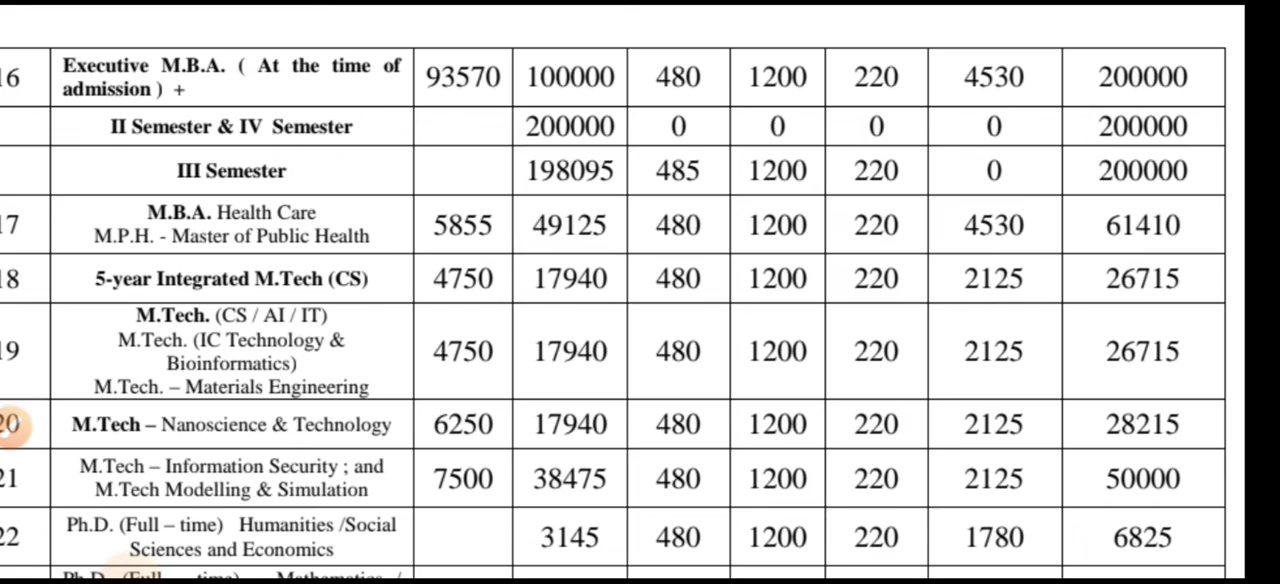 16 Executive M.B.A. ( At the time of admission ) + 93570 100000 480 1200 220 4530 200000
II Semester & IV Semester 200000 0 0 0 0 200000
III Semester 198095 485 1200 220 0 200000
17 M.B.A. Health Care
M.P.H. - Master of Public Health 5855 49125 480 1200 220 4530 61410
18 5-year Integrated M.Tech (CS) 4750 17940 480 1200 220 2125 26715
19 M.Tech. (CS / AI / IT)
M.Tech. (IC Technology &
Bioinformatics)
M.Tech. – Materials Engineering 4750 17940 480 1200 220 2125 26715
20 M.Tech – Nanoscience & Technology 6250 17940 480 1200 220 2125 28215
21 M.Tech – Information Security ; and
M.Tech Modelling & Simulation 7500 38475 480 1200 220 2125 50000
22 Ph.D. (Full – time) Humanities /Social
Sciences and Economics 3145 480 1200 220 1780 6825
Ph.D. (Full – time) Mathematics /